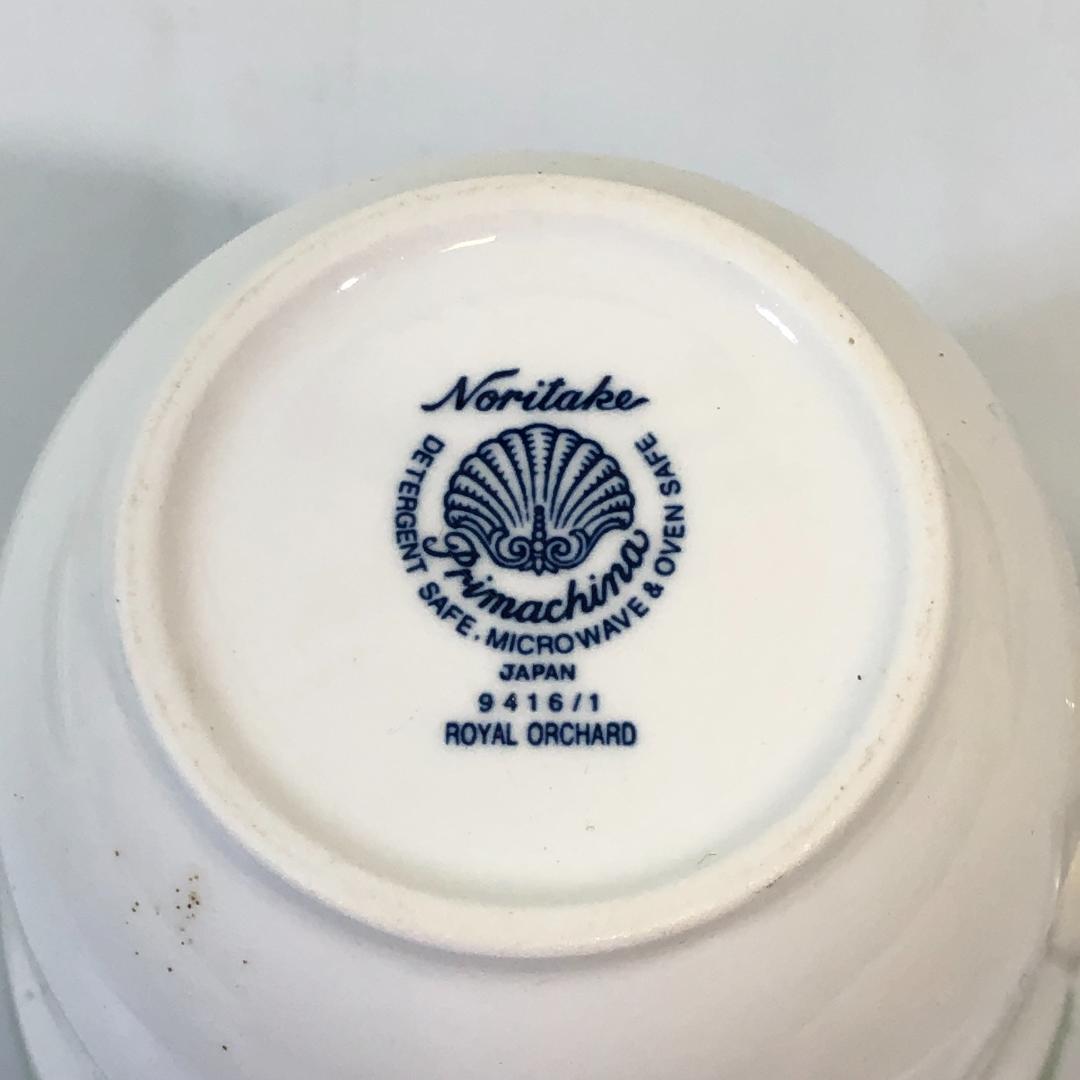 Noritake
Primachina
DETERGENT SAFE. MICROWAVE & OVEN SAFE
JAPAN
9416/1
ROYAL ORCHARD